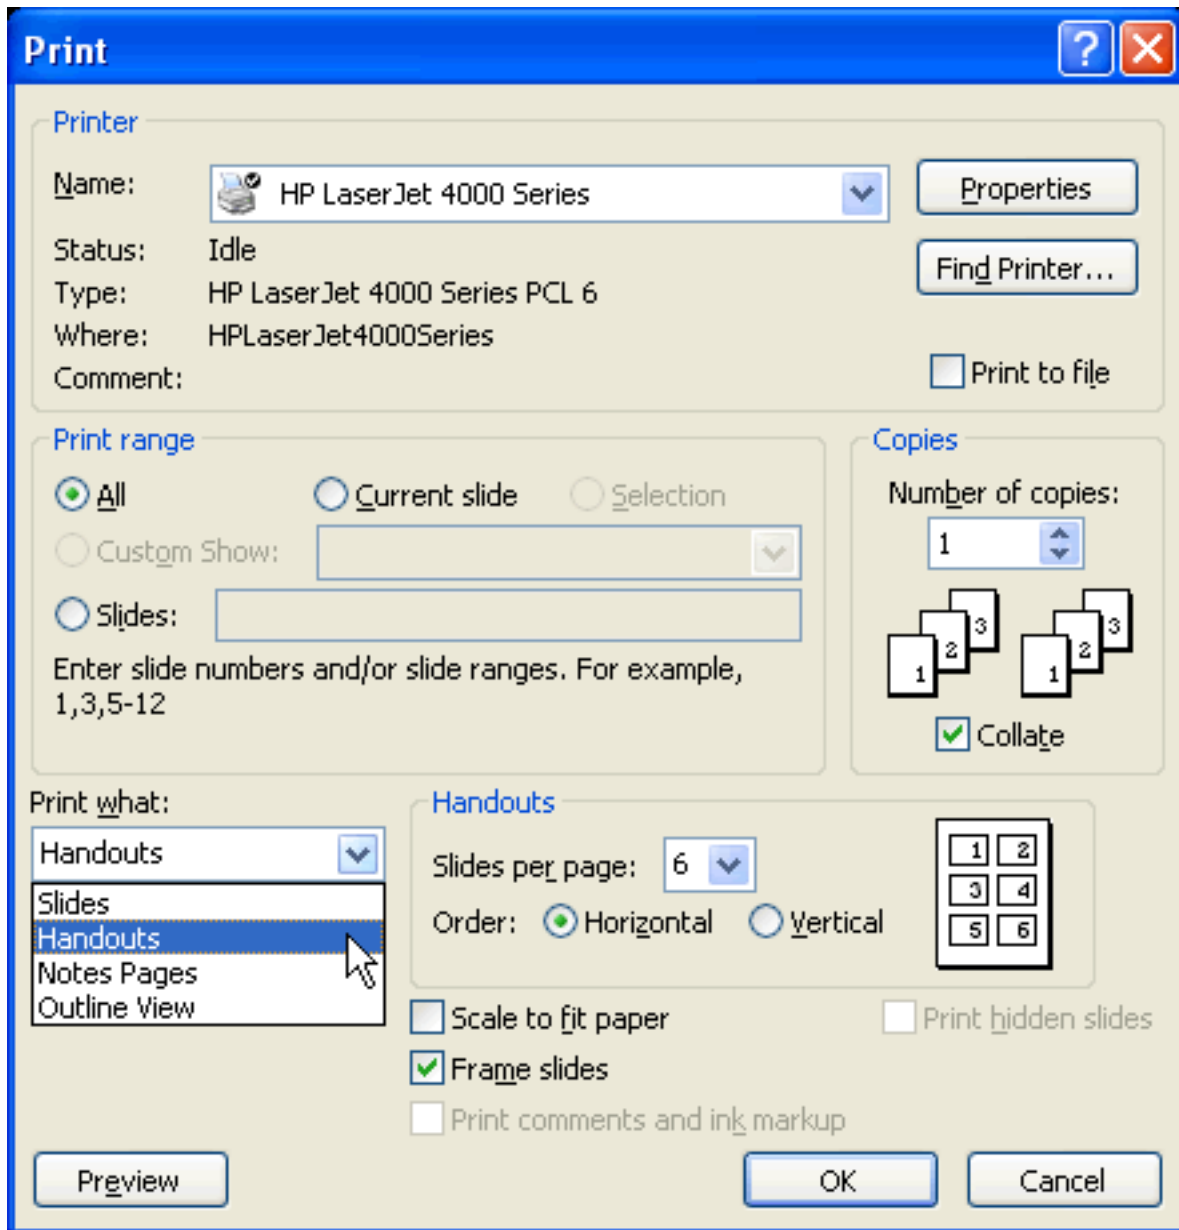 Print
Printer
Name: HP LaserJet 4000 Series Properties
Status: Idle Find Printer...
Type: HP LaserJet 4000 Series PCL 6
Where: HPLaserJet4000Series
Comment: Print to file
Print range
All Current slide Selection
Custom Show:
Slides:
Enter slide numbers and/or slide ranges. For example,
1,3,5-12
Copies
Number of copies:
1
1 2 3 1 2 3
Collate
Print what:
Handouts
Slides
Handouts
Notes Pages
Outline View
Handouts
Slides per page: 6
Order: Horizontal Vertical
1 2
3 4
5 6
Scale to fit paper Print hidden slides
Frame slides
Print comments and ink markup
Preview OK Cancel